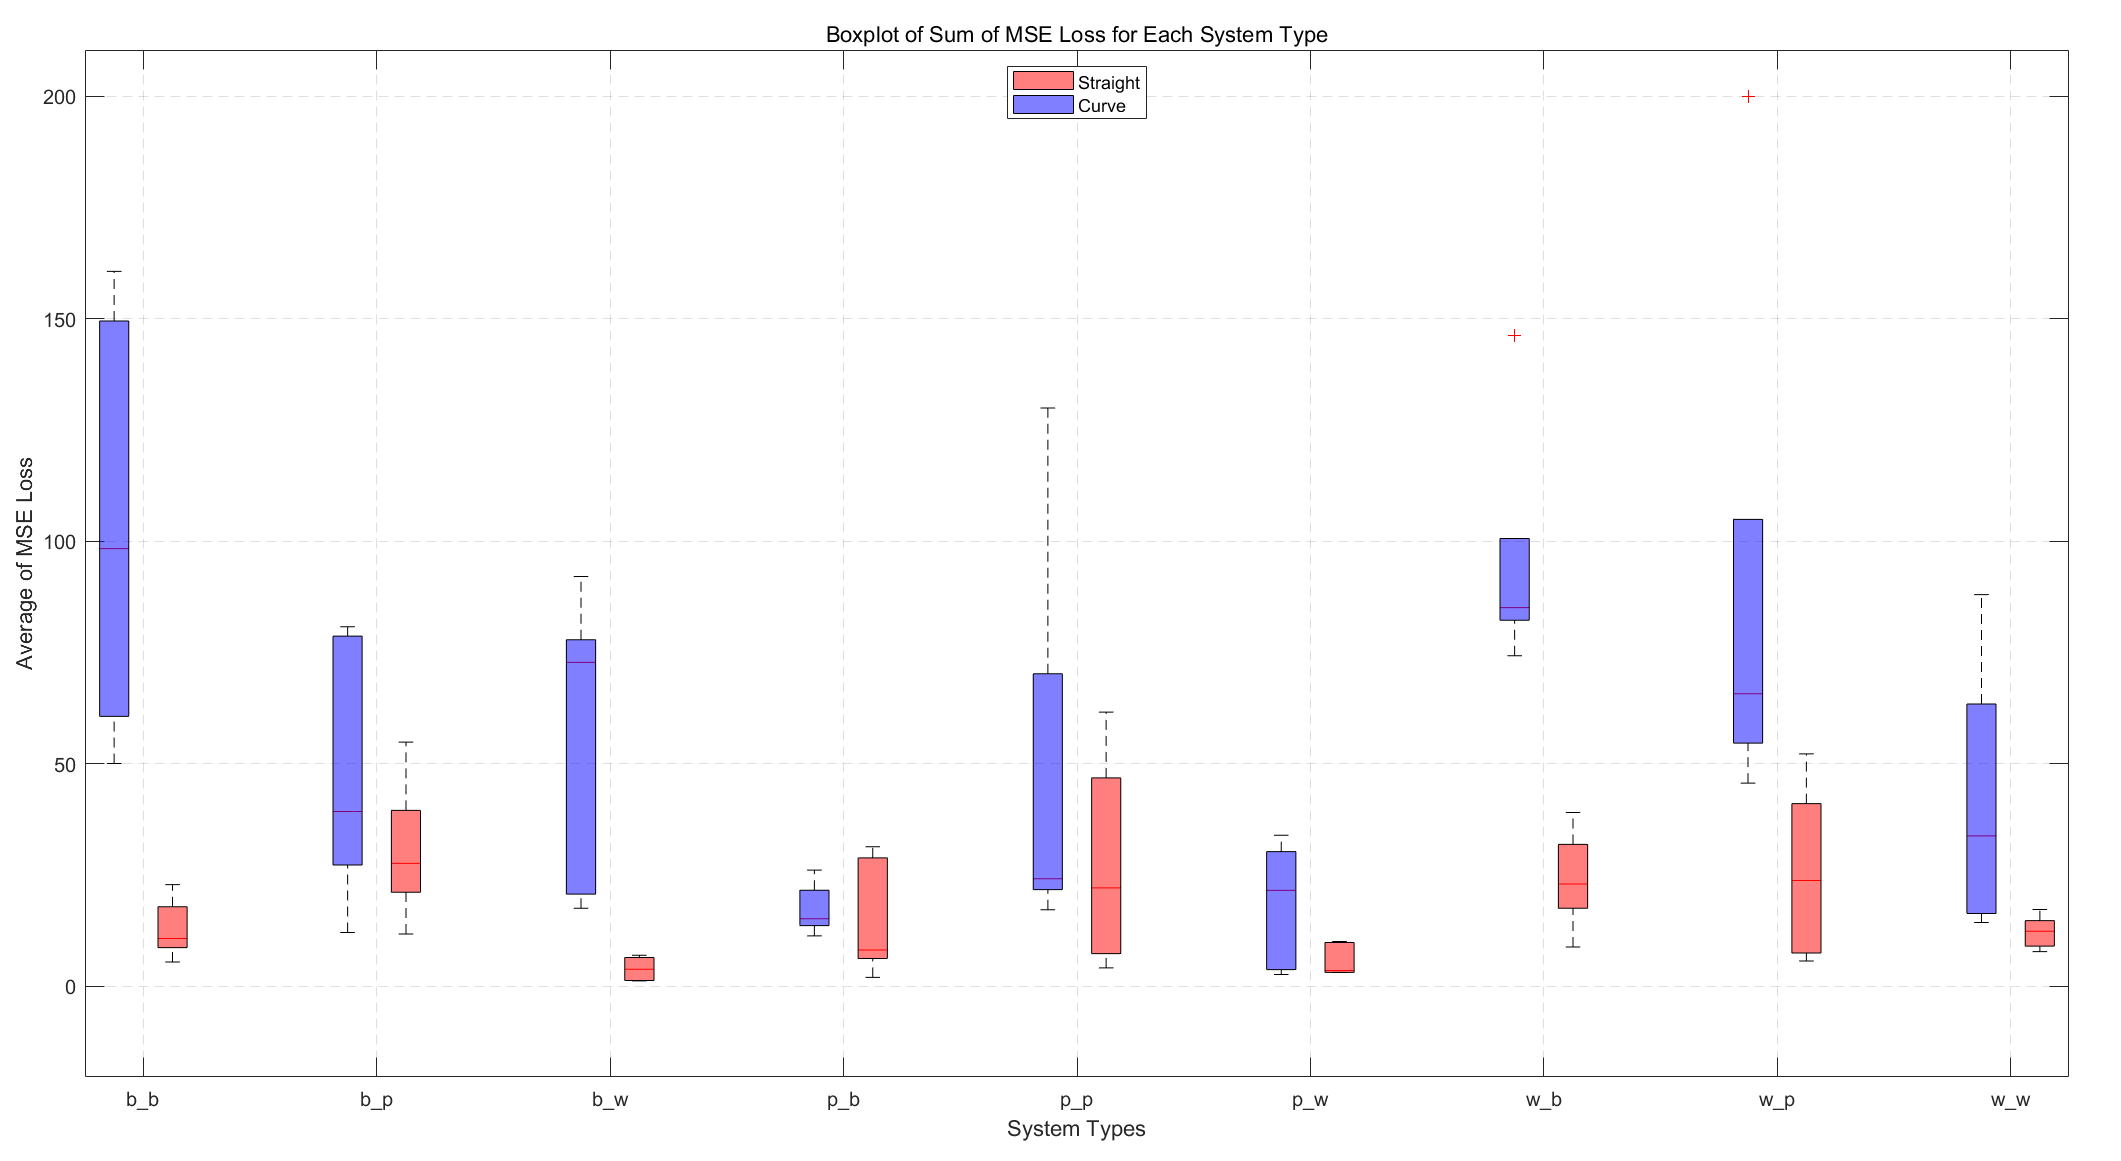 Boxplot of Sum of MSE Loss for Each System Type
Straight
Curve
Average of MSE Loss
200
150
100
50
0
b_b b_p b_w p_b p_p p_w w_b w_p w_w
System Types